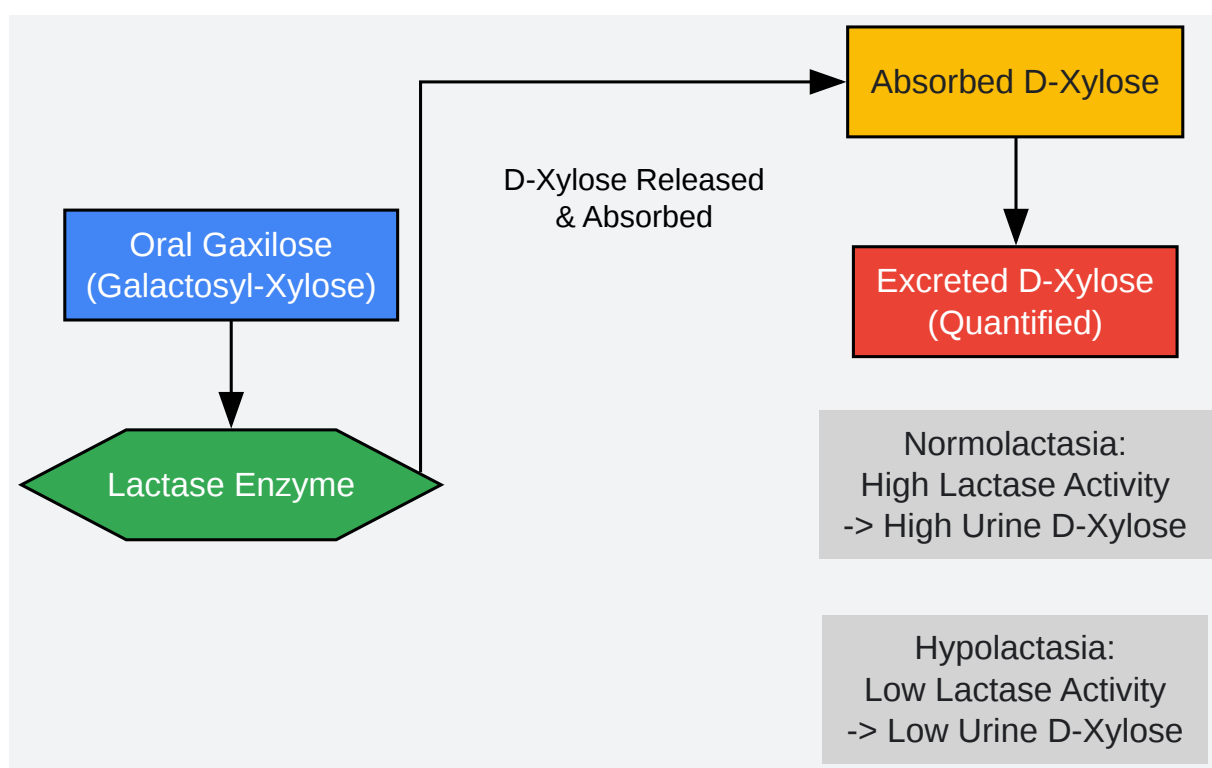 Absorbed D-Xylose
D-Xylose Released
& Absorbed
Oral Gaxilose
(Galactosyl-Xylose)
Excreted D-Xylose
(Quantified)
Lactase Enzyme
Normolactasia:
High Lactase Activity
-> High Urine D-Xylose
Hypolactasia:
Low Lactase Activity
-> Low Urine D-Xylose